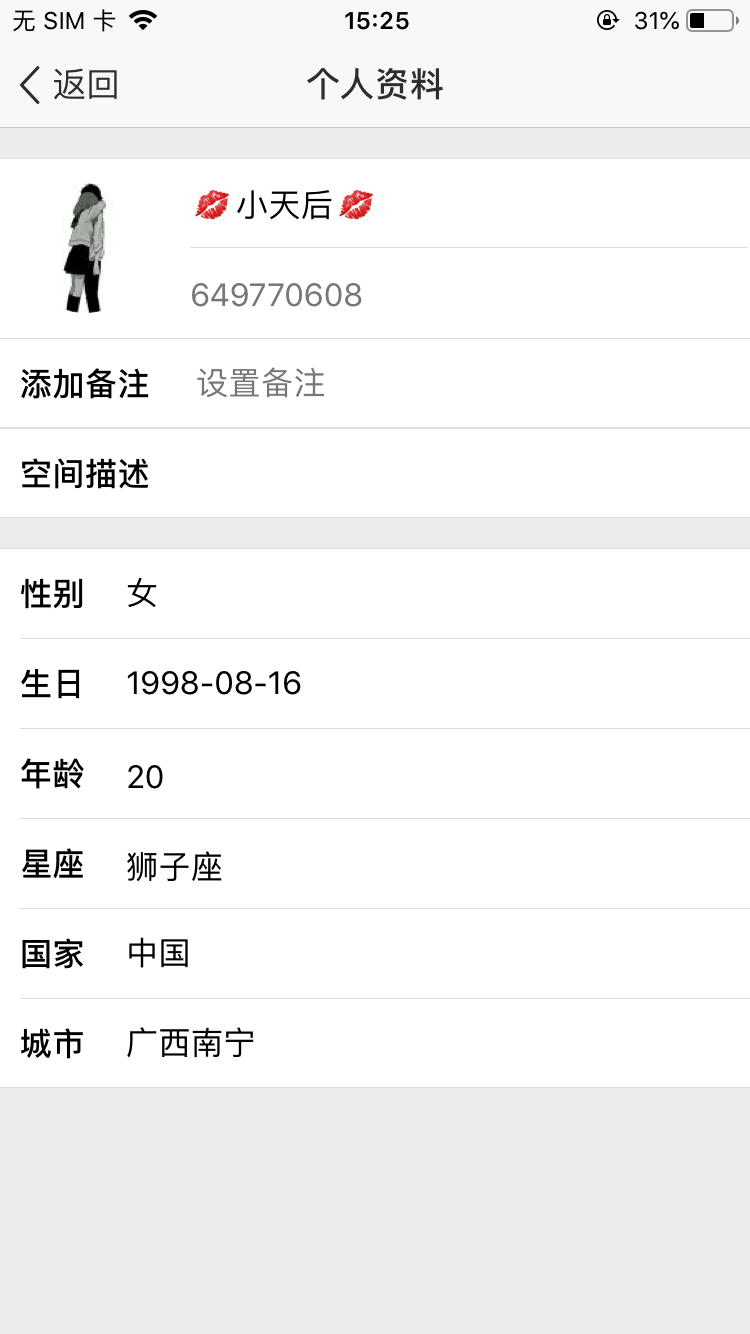 无 SIM 卡 15:25 31%
返回 个人资料
💋小天后💋
649770608
添加备注 设置备注
空间描述
性别 女
生日 1998-08-16
年龄 20
星座 狮子座
国家 中国
城市 广西南宁